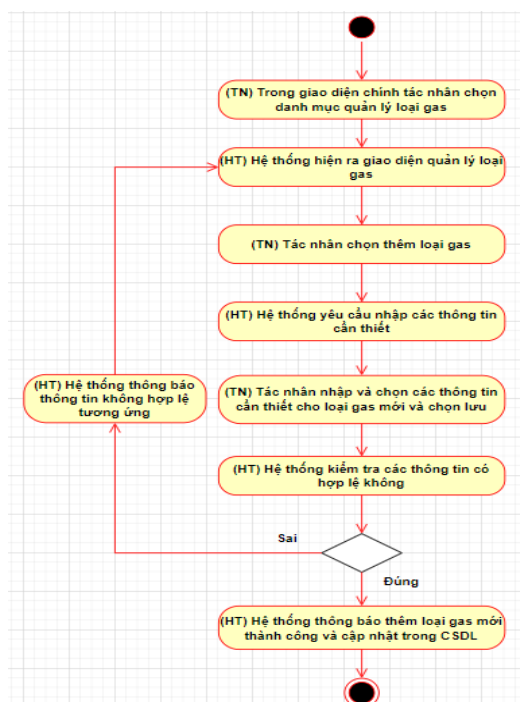 (TN) Trong giao diện chính tác nhân chọn
danh mục quản lý loại gas
(HT) Hệ thống hiện ra giao diện quản lý loại
gas
(TN) Tác nhân chọn thêm loại gas
(HT) Hệ thống yêu cầu nhập các thông tin
cần thiết
(HT) Hệ thống thông báo
thông tin không hợp lệ
tương ứng
(TN) Tác nhân nhập và chọn các thông tin
cần thiết cho loại gas mới và chọn lưu
(HT) Hệ thống kiểm tra các thông tin có
hợp lệ không
Sai
Đúng
(HT) Hệ thống thông báo thêm loại gas mới
thành công và cập nhật trong CSDL